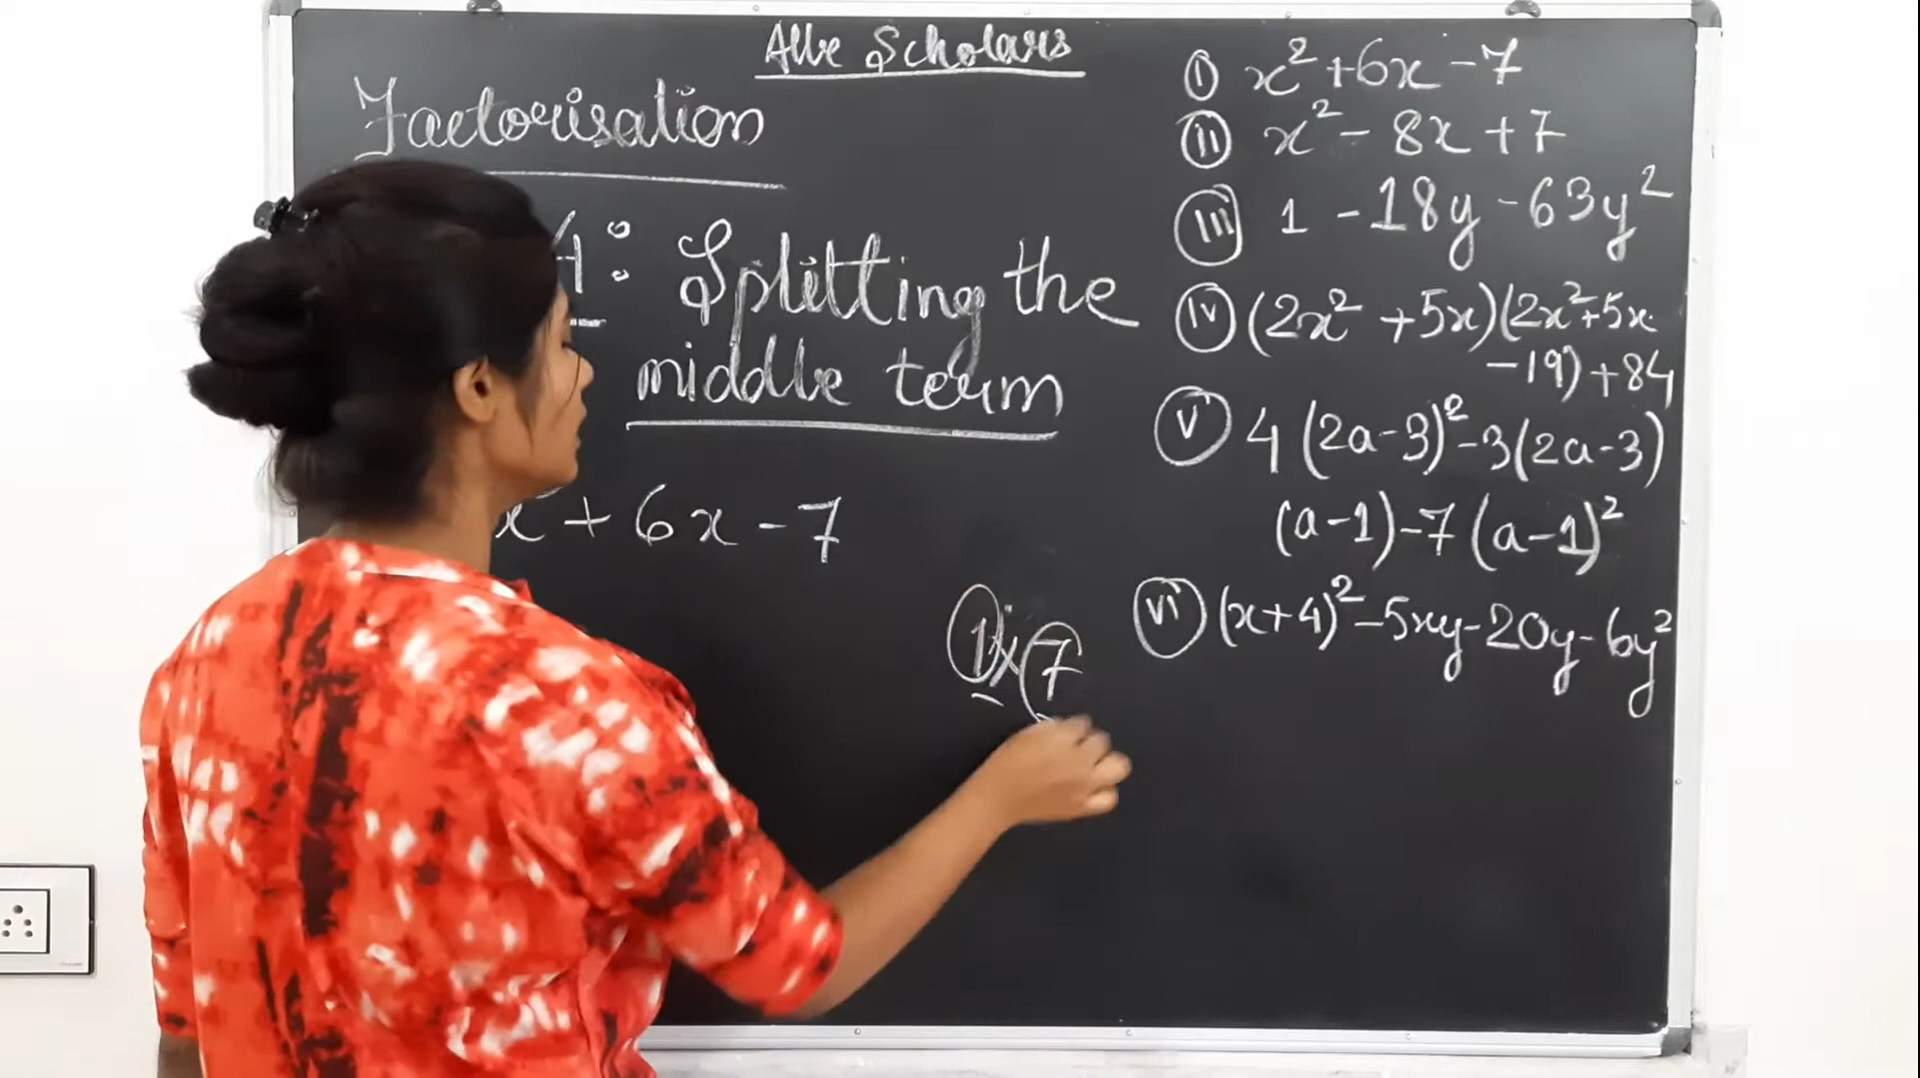 Alle Scholars
Factorisation
4: Splitting the
middle term
x² + 6x - 7
1 x 7
(i) x² + 6x - 7
(ii) x² - 8x + 7
(iii) 1 - 18y - 63y²
(iv) (2x² + 5x)(2x² + 5x
- 19) + 84
(v) 4(2a - 3)² - 3(2a - 3)
(a - 1) - 7(a - 1)²
(vi) (x + 4)² - 5xy - 20y - 6y²